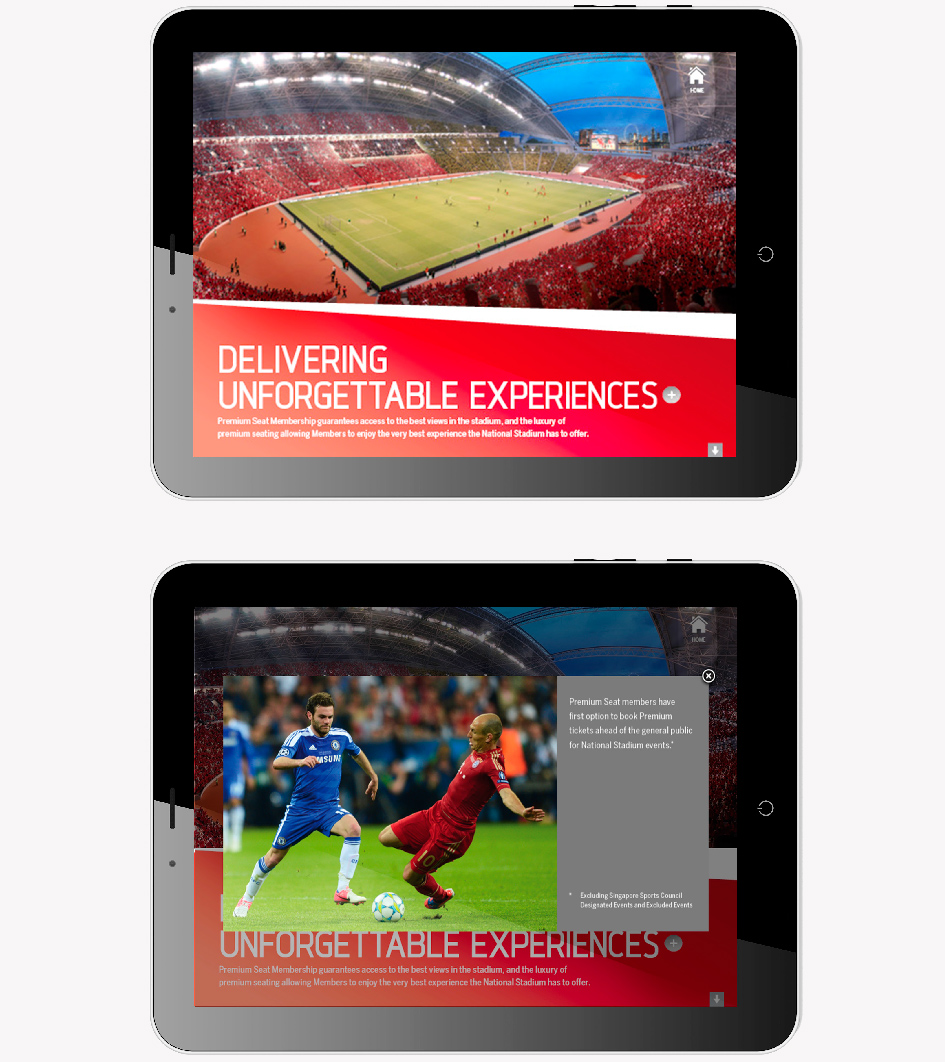 HOME
DELIVERING
UNFORGETTABLE EXPERIENCES
Premium Seat Membership guarantees access to the best views in the stadium, and the luxury of
premium seating allowing Members to enjoy the very best experience the National Stadium has to offer.
HOME
Premium Seat members have
first option to book Premium
tickets ahead of the general public
for National Stadium events.*
SAMSUNG
10
* Excluding Singapore Sports Council
Designated Events and Excluded Events
UNFORGETTABLE EXPERIENCES
Premium Seat Membership guarantees access to the best views in the stadium, and the luxury of
premium seating allowing Members to enjoy the very best experience the National Stadium has to offer.